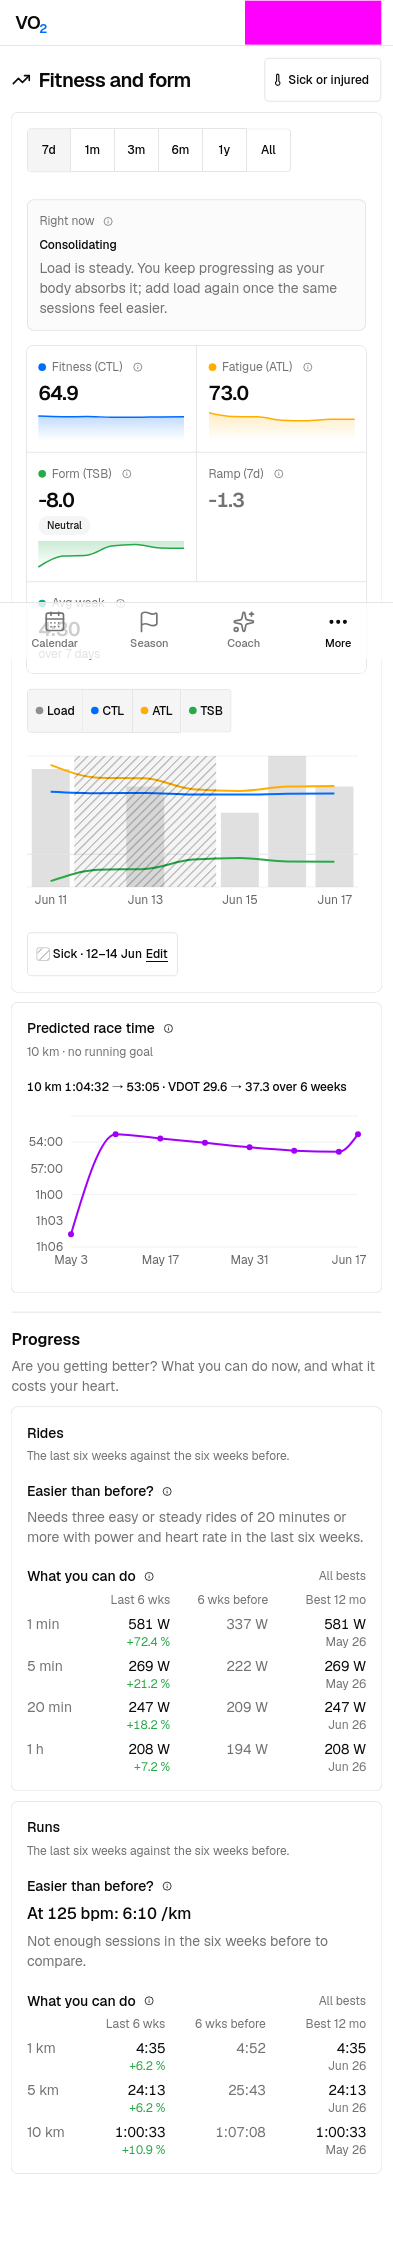 VO2
Fitness and form
Sick or injured
7d 1m 3m 6m 1y All
Right now
Consolidating
Load is steady. You keep progressing as your
body absorbs it; add load again once the same
sessions feel easier.
Fitness (CTL) Fatigue (ATL)
64.9 73.0
Form (TSB) Ramp (7d)
-8.0 -1.3
Neutral
Avg week
4:30
over 7 days
Calendar Season Coach More
Load CTL ATL TSB
Jun 11 Jun 13 Jun 15 Jun 17
Sick · 12–14 Jun Edit
Predicted race time
10 km · no running goal
10 km 1:04:32 → 53:05 · VDOT 29.6 → 37.3 over 6 weeks
54:00
57:00
1h00
1h03
1h06
May 3 May 17 May 31 Jun 17
Progress
Are you getting better? What you can do now, and what it
costs your heart.
Rides
The last six weeks against the six weeks before.
Easier than before?
Needs three easy or steady rides of 20 minutes or
more with power and heart rate in the last six weeks.
What you can do All bests
Last 6 wks 6 wks before Best 12 mo
1 min 581 W 337 W 581 W
+72.4 % May 26
5 min 269 W 222 W 269 W
+21.2 % May 26
20 min 247 W 209 W 247 W
+18.2 % Jun 26
1 h 208 W 194 W 208 W
+7.2 % Jun 26
Runs
The last six weeks against the six weeks before.
Easier than before?
At 125 bpm: 6:10 /km
Not enough sessions in the six weeks before to
compare.
What you can do All bests
Last 6 wks 6 wks before Best 12 mo
1 km 4:35 4:52 4:35
+6.2 % Jun 26
5 km 24:13 25:43 24:13
+6.2 % Jun 26
10 km 1:00:33 1:07:08 1:00:33
+10.9 % May 26